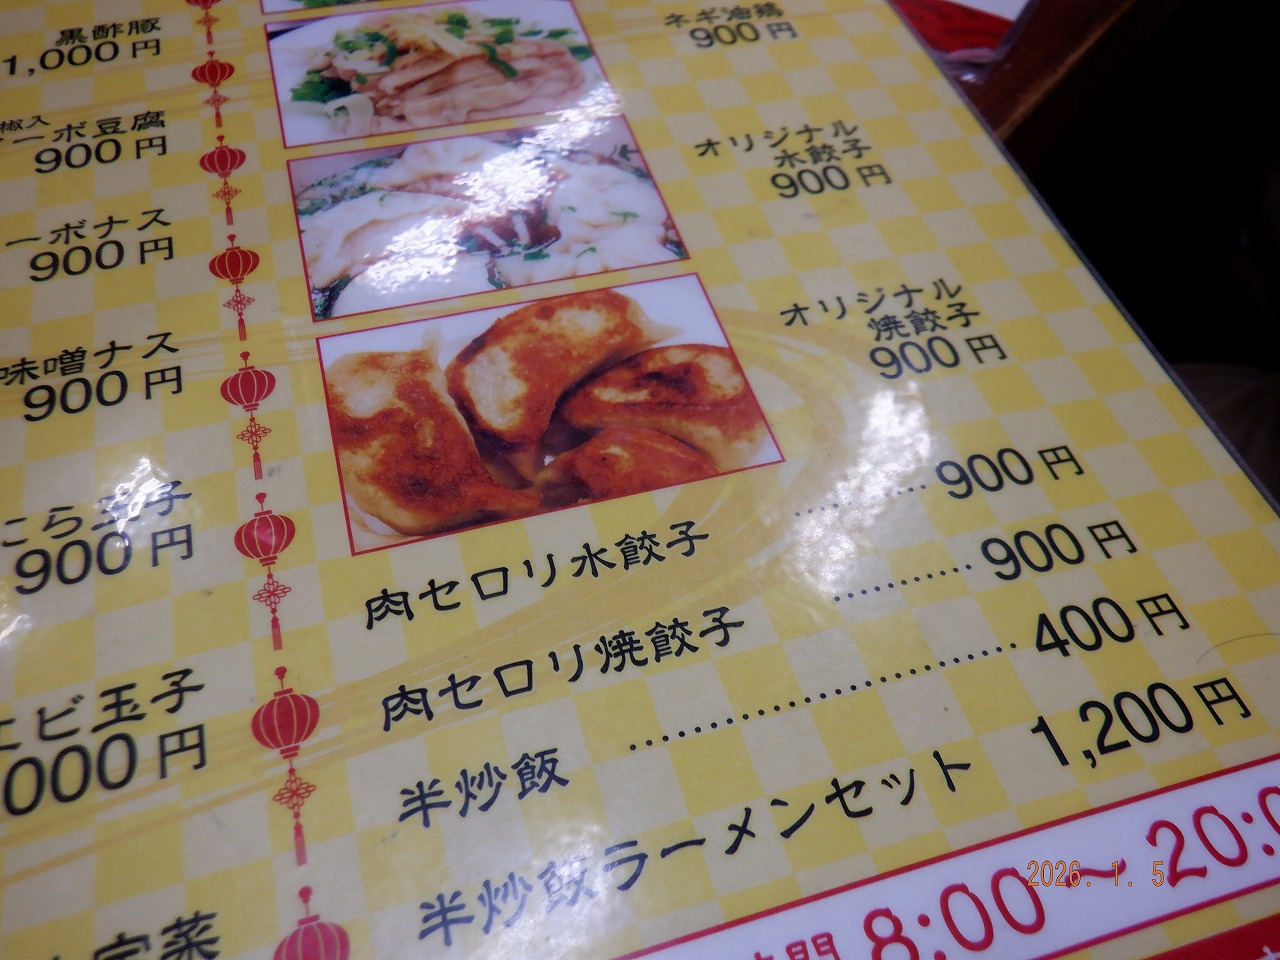 黒酢豚
1,000円
椒入
ーボ豆腐
900円
ーボナス
900円
味噌ナス
900円
こら玉子
900円
エビ玉子
000円
定菜
ネギ油鶏
900円
オリジナル
水餃子
900円
オリジナル
焼餃子
900円
肉セロリ水餃子 ………… 900円
肉セロリ焼餃子 ………… 900円
半炒飯 ………………… 400円
半炒飯ラーメンセット 1,200円
間 8:00～20:0
2026. 1. 5